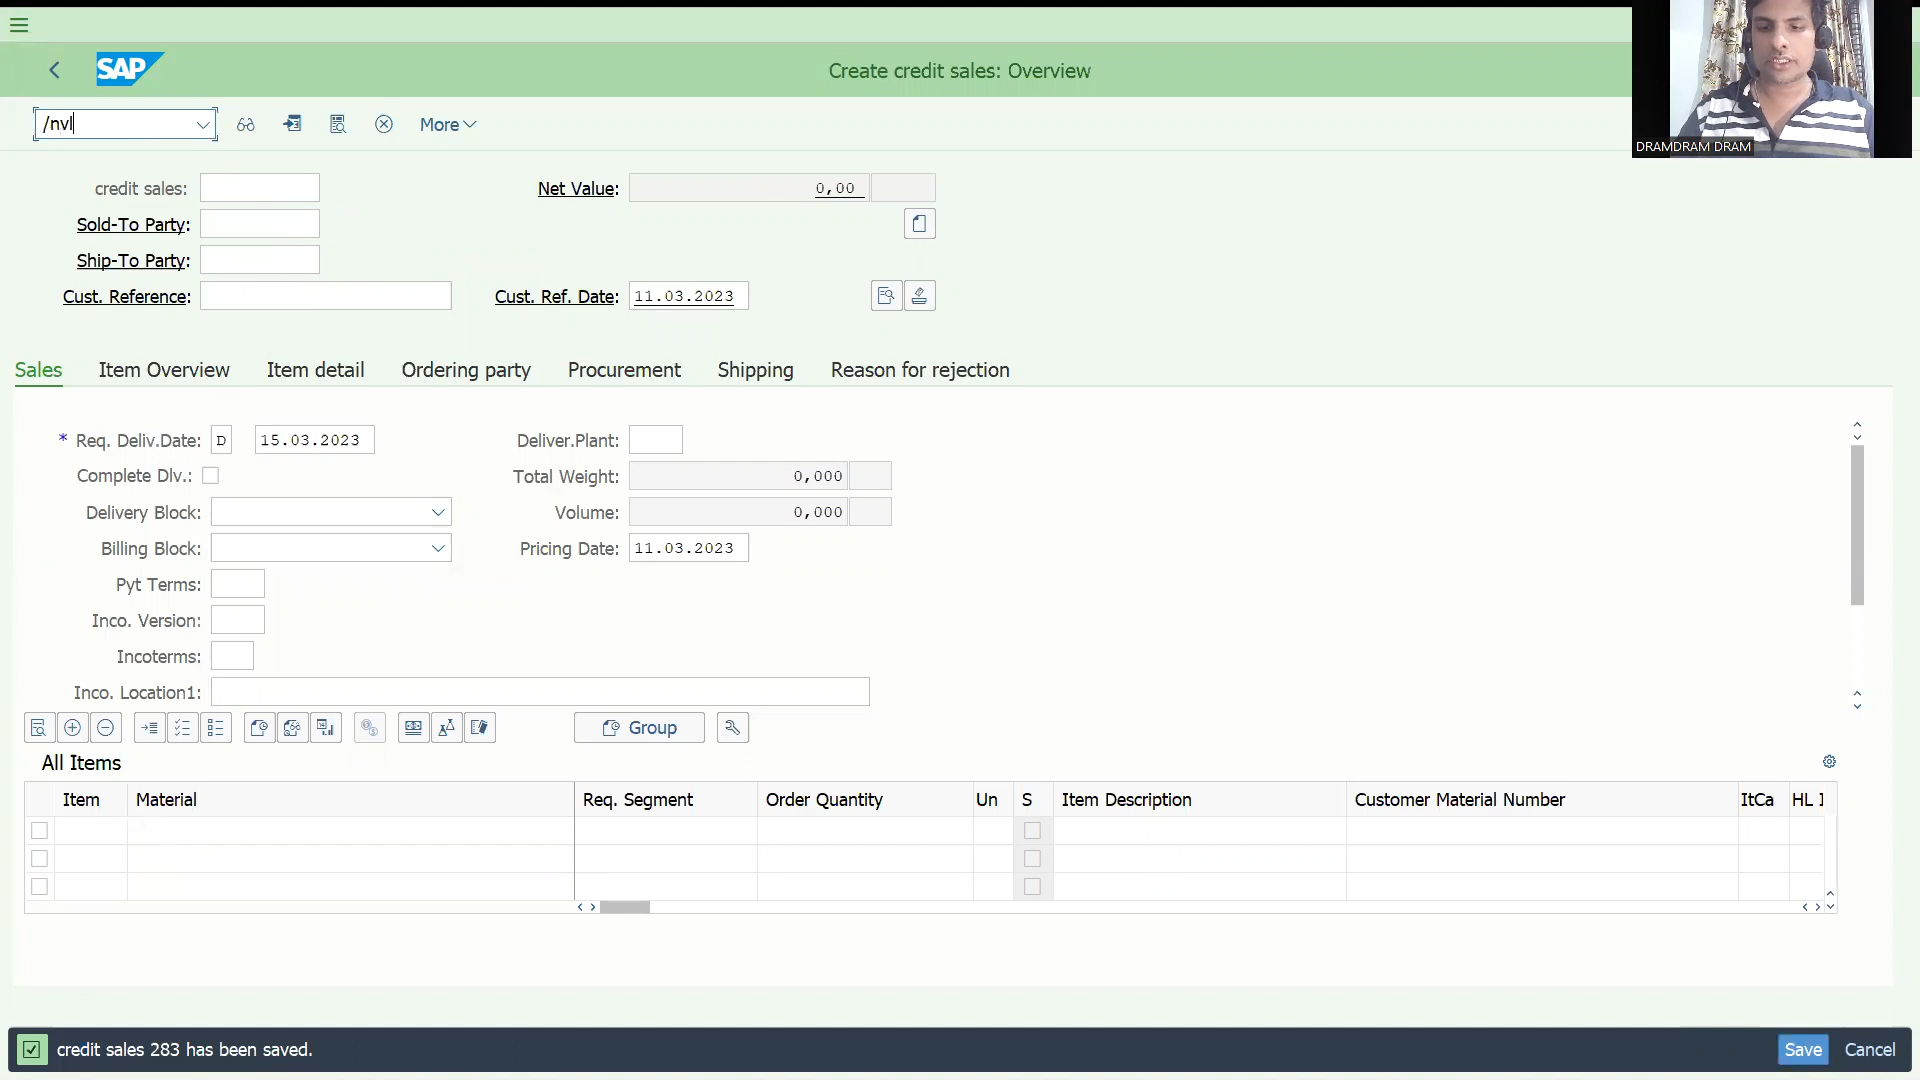 SAP
Create credit sales: Overview
/nvl
More
DRAMDRAM DRAM
credit sales:
Net Value:
0,00
Sold-To Party:
Ship-To Party:
Cust. Reference:
Cust. Ref. Date:
11.03.2023
Sales
Item Overview
Item detail
Ordering party
Procurement
Shipping
Reason for rejection
* Req. Deliv.Date:
D
15.03.2023
Deliver.Plant:
Complete Dlv.:
Total Weight:
0,000
Delivery Block:
Volume:
0,000
Billing Block:
Pricing Date:
11.03.2023
Pyt Terms:
Inco. Version:
Incoterms:
Inco. Location1:
Group
All Items
Item
Material
Req. Segment
Order Quantity
Un
S
Item Description
Customer Material Number
ItCa
HL I
credit sales 283 has been saved.
Save
Cancel